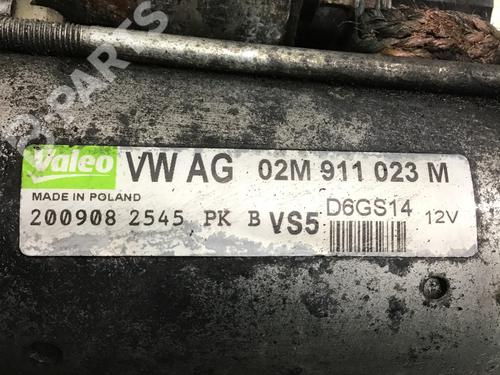 Valeo VW AG 02M 911 023 M
MADE IN POLAND
200908 2545 PK B VS5 D6GS14 12V